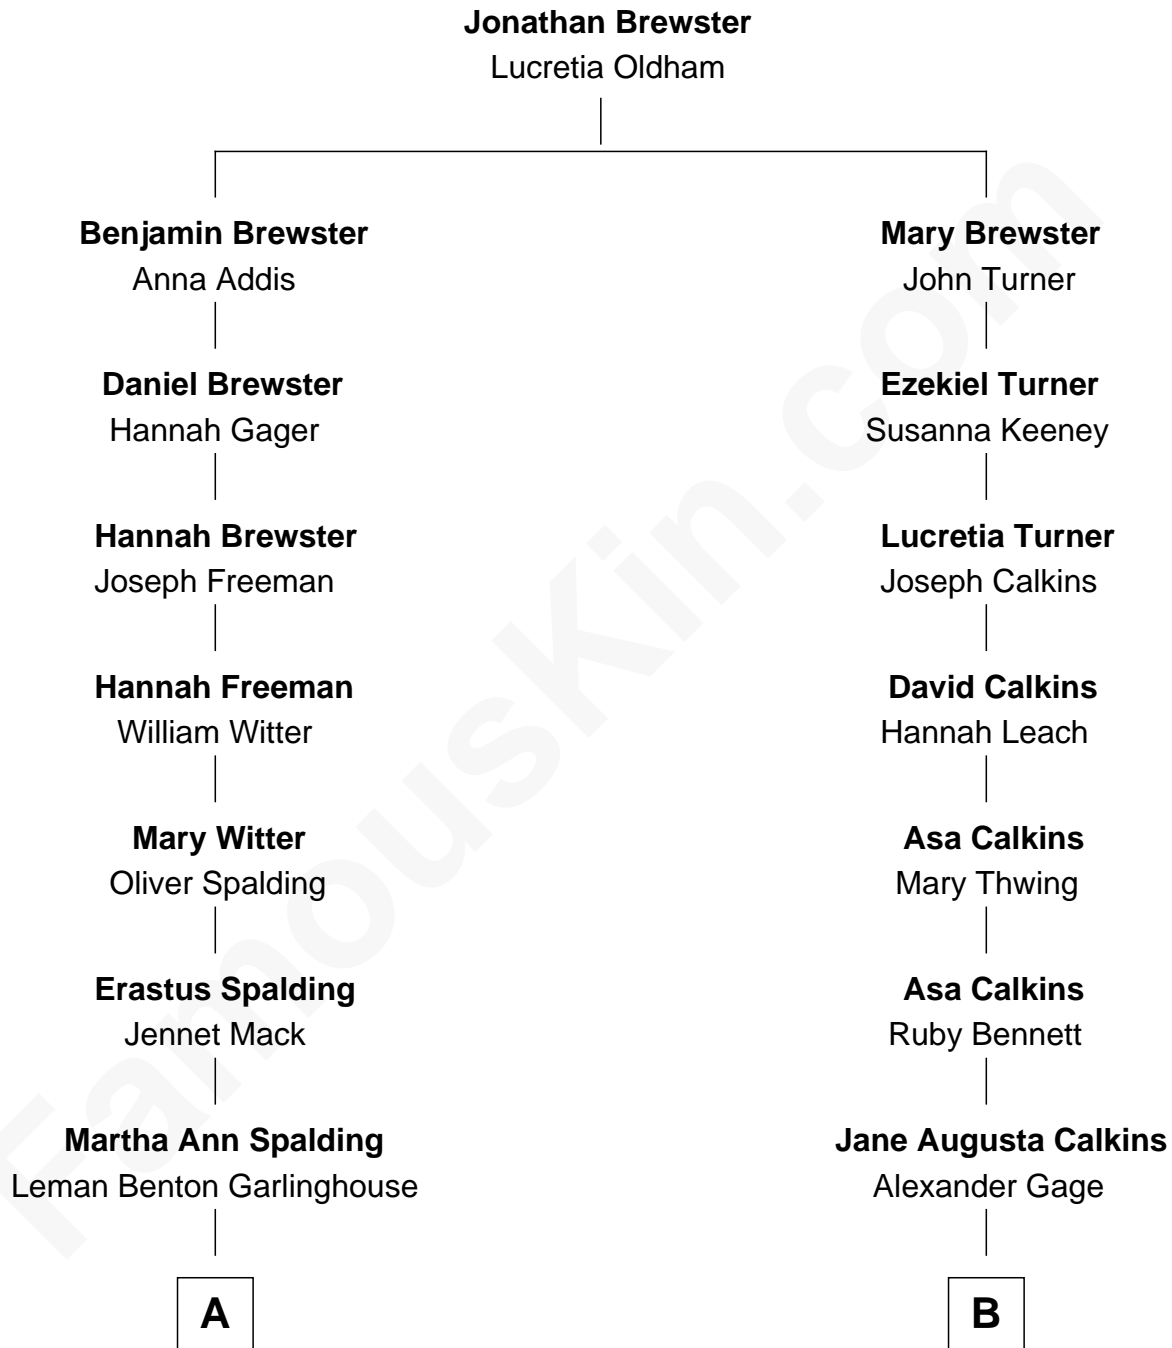 Jonathan Brewster
Lucretia Oldham
Benjamin Brewster
Anna Addis
Mary Brewster
John Turner
Daniel Brewster
Hannah Gager
Ezekiel Turner
Susanna Keeney
Hannah Brewster
Joseph Freeman
Lucretia Turner
Joseph Calkins
Hannah Freeman
William Witter
David Calkins
Hannah Leach
Mary Witter
Oliver Spalding
Asa Calkins
Mary Thwing
Erastus Spalding
Jennet Mack
Asa Calkins
Ruby Bennett
Martha Ann Spalding
Leman Benton Garlinghouse
Jane Augusta Calkins
Alexander Gage
A
B
FamousKin.com